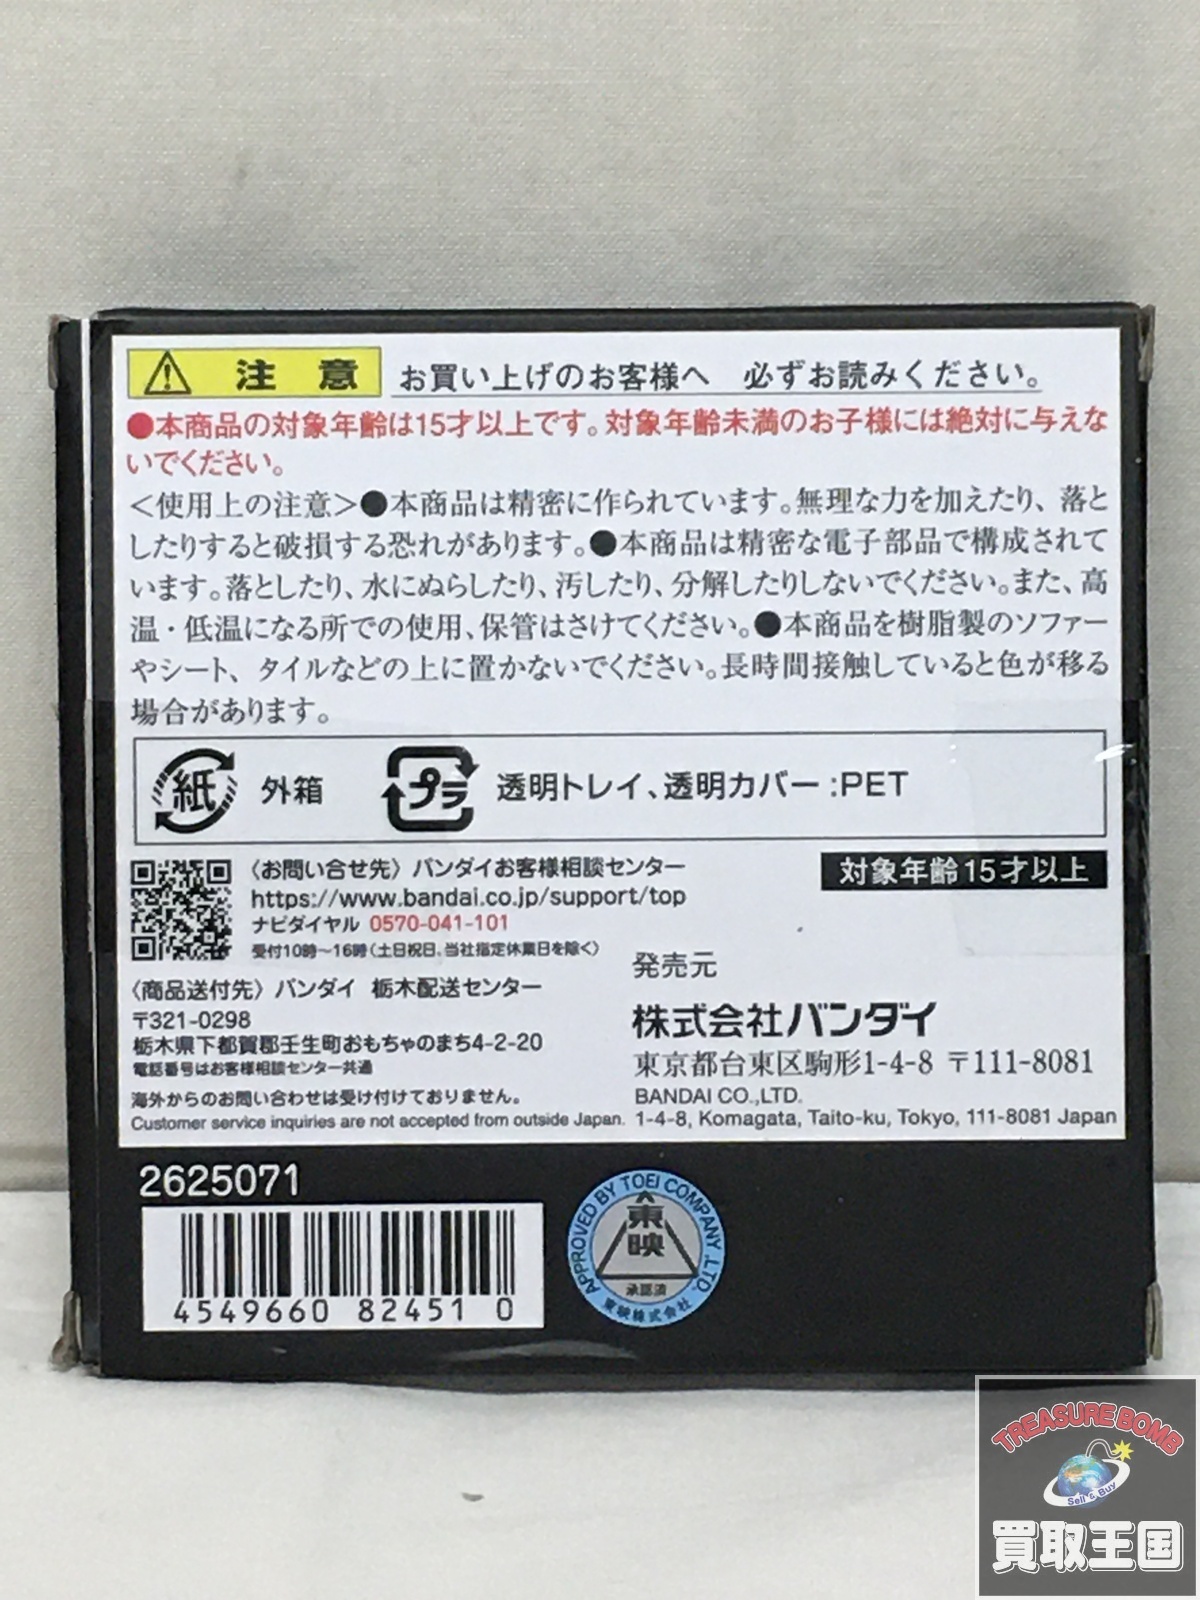 注意 お買い上げのお客様へ 必ずお読みください。
●本商品の対象年齢は15才以上です。対象年齢未満のお子様には絶対に与えな
いでください。
＜使用上の注意＞●本商品は精密に作られています。無理な力を加えたり、落と
したりすると破損する恐れがあります。●本商品は精密な電子部品で構成されて
います。落としたり、水にぬらしたり、汚したり、分解したりしないでください。また、高
温・低温になる所での使用、保管はさけてください。●本商品を樹脂製のソファー
やシート、タイルなどの上に置かないでください。長時間接触していると色が移る
場合があります。
紙 外箱 プラ 透明トレイ、透明カバー:PET
〈お問い合せ先〉バンダイお客様相談センター
https://www.bandai.co.jp/support/top
ナビダイヤル 0570-041-101
受付10時～16時(土日祝日、当社指定休業日を除く)
対象年齢15才以上
〈商品送付先〉バンダイ 栃木配送センター
〒321-0298
栃木県下都賀郡壬生町おもちゃのまち4-2-20
電話番号はお客様相談センター共通
海外からのお問い合わせは受け付けておりません。
Customer service inquiries are not accepted from outside Japan.
発売元
株式会社バンダイ
東京都台東区駒形1-4-8 〒111-8081
BANDAI CO.,LTD.
1-4-8, Komagata, Taito-ku, Tokyo, 111-8081 Japan
2625071
4549660 82451 0
APPROVED BY TOEI COMPANY ,LTD.
東映
承認済
東映株式会社
TREASURE BOMB
Sell & Buy
買取王国